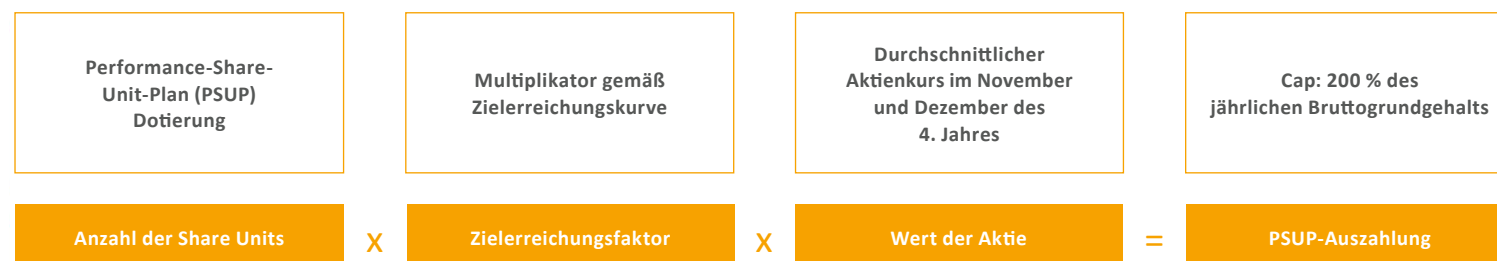 Performance-Share-
Unit-Plan (PSUP)
Dotierung
Multiplikator gemäß
Zielerreichungskurve
Durchschnittlicher
Aktienkurs im November
und Dezember des
4. Jahres
Cap: 200 % des
jährlichen Bruttogrundgehalts
Anzahl der Share Units x Zielerreichungsfaktor x Wert der Aktie = PSUP-Auszahlung